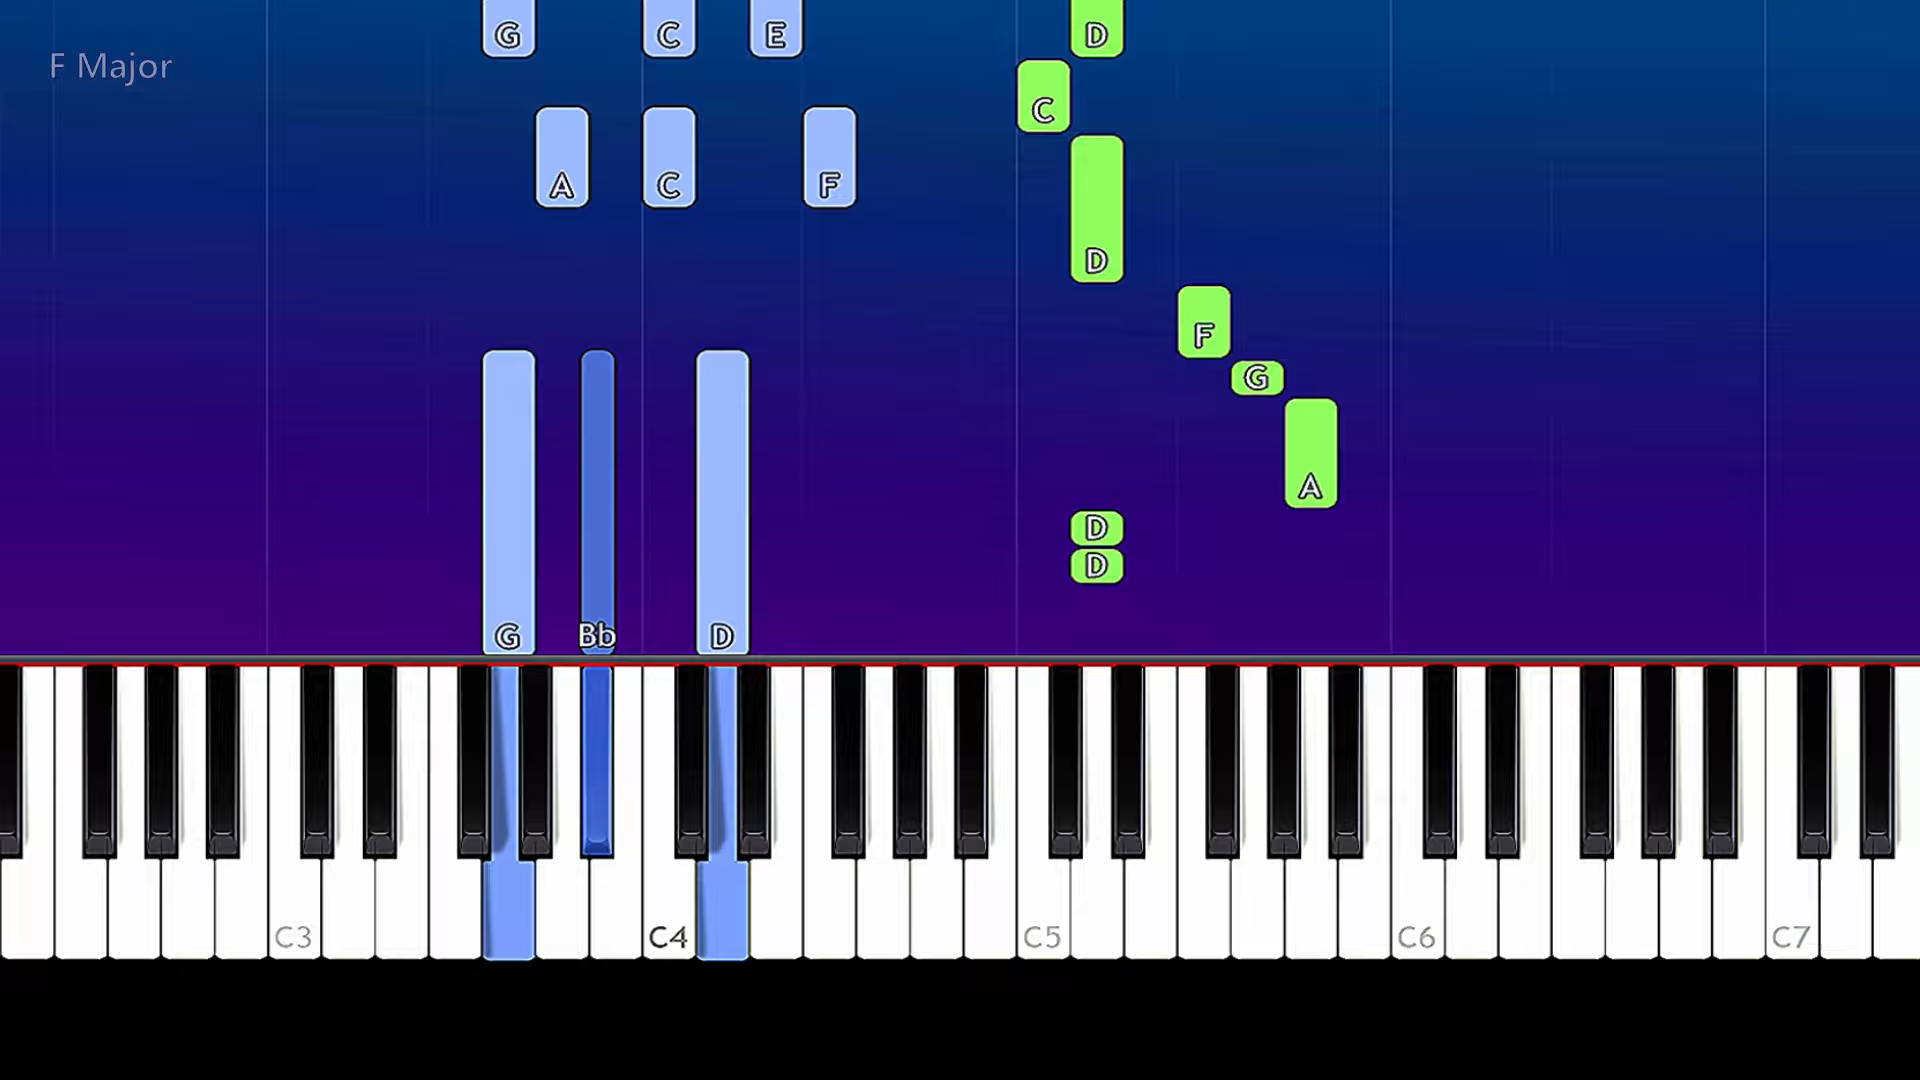 G C E D
F Major
C
A C F
D
F
G
A
D
D
G Bb D
C3 C4 C5 C6 C7